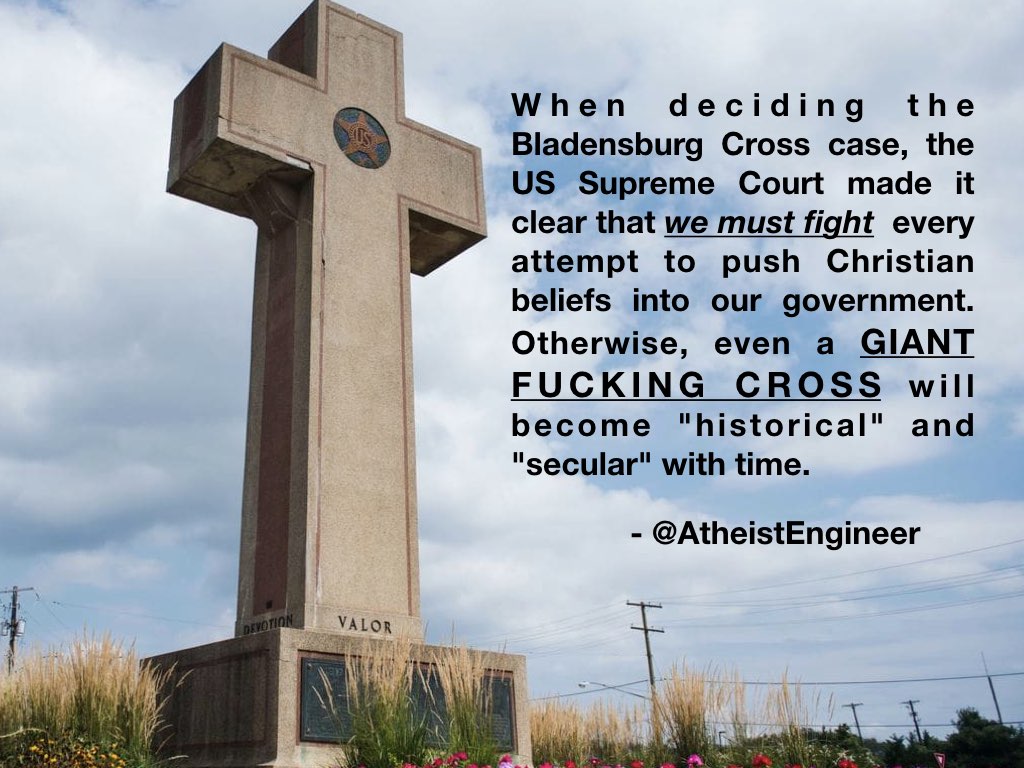 When deciding the
Bladensburg Cross case, the
US Supreme Court made it
clear that we must fight every
attempt to push Christian
beliefs into our government.
Otherwise, even a GIANT
FUCKING CROSS will
become "historical" and
"secular" with time.
- @AtheistEngineer
US
DEVOTION
VALOR